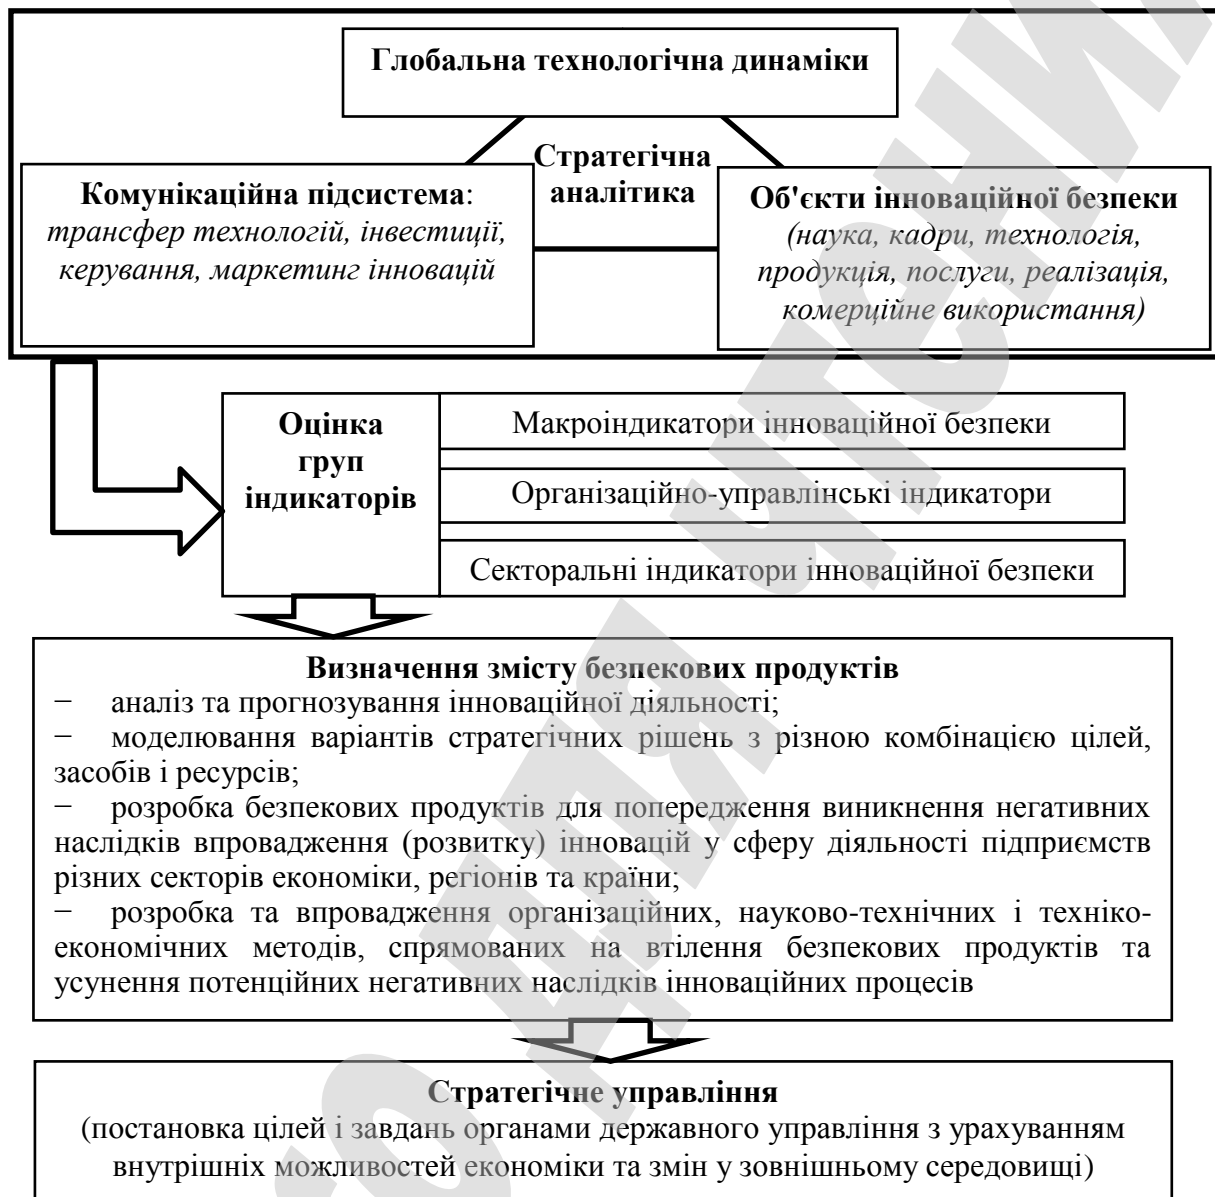 Глобальна технологічна динаміки
Стратегічна
аналітика
Комунікаційна підсистема:
трансфер технологій, інвестиції,
керування, маркетинг інновацій
Об'єкти інноваційної безпеки
(наука, кадри, технологія,
продукція, послуги, реалізація,
комерційне використання)
Оцінка
груп
індикаторів
Макроіндикатори інноваційної безпеки
Організаційно-управлінські індикатори
Секторальні індикатори інноваційної безпеки
Визначення змісту безпекових продуктів
− аналіз та прогнозування інноваційної діяльності;
− моделювання варіантів стратегічних рішень з різною комбінацією цілей,
засобів і ресурсів;
− розробка безпекових продуктів для попередження виникнення негативних
наслідків впровадження (розвитку) інновацій у сферу діяльності підприємств
різних секторів економіки, регіонів та країни;
− розробка та впровадження організаційних, науково-технічних і техніко-
економічних методів, спрямованих на втілення безпекових продуктів та
усунення потенційних негативних наслідків інноваційних процесів
Стратегічне управління
(постановка цілей і завдань органами державного управління з урахуванням
внутрішніх можливостей економіки та змін у зовнішньому середовищі)
для